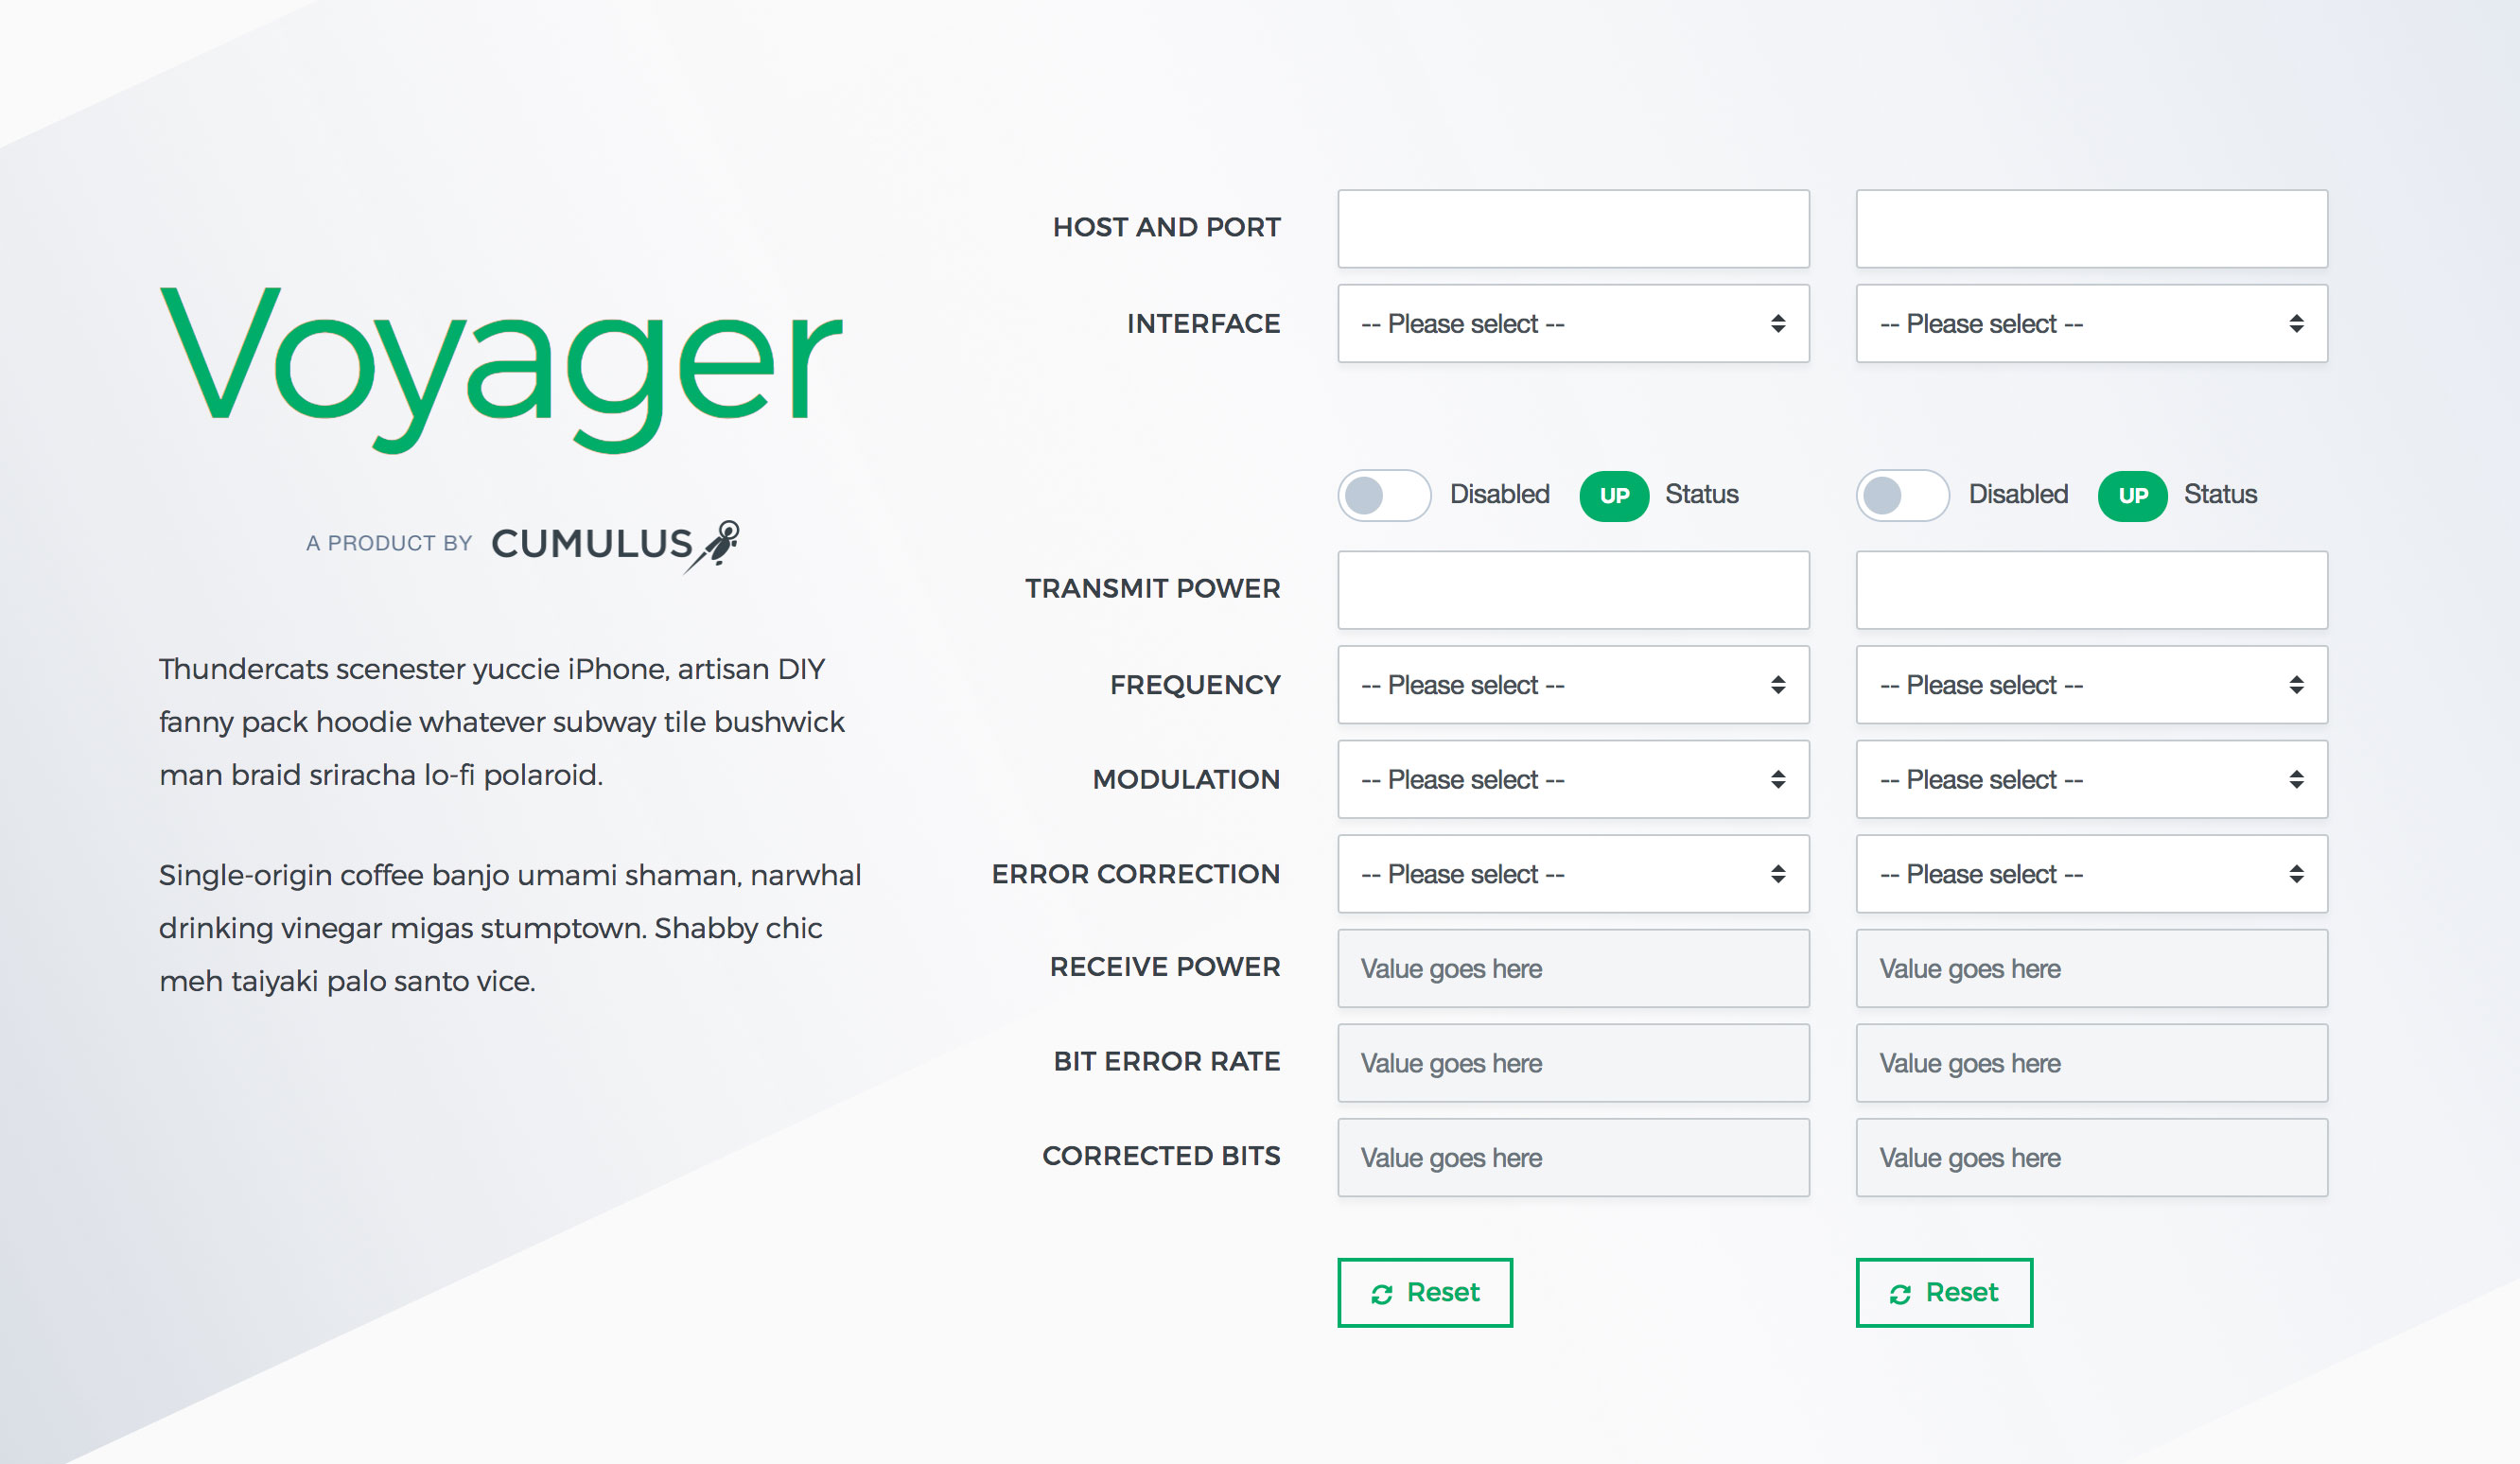 Voyager
A PRODUCT BY CUMULUS
Thundercats scenester yuccie iPhone, artisan DIY
fanny pack hoodie whatever subway tile bushwick
man braid sriracha lo-fi polaroid.
Single-origin coffee banjo umami shaman, narwhal
drinking vinegar migas stumptown. Shabby chic
meh taiyaki palo santo vice.
HOST AND PORT
INTERFACE -- Please select -- -- Please select --
Disabled UP Status Disabled UP Status
TRANSMIT POWER
FREQUENCY -- Please select -- -- Please select --
MODULATION -- Please select -- -- Please select --
ERROR CORRECTION -- Please select -- -- Please select --
RECEIVE POWER Value goes here Value goes here
BIT ERROR RATE Value goes here Value goes here
CORRECTED BITS Value goes here Value goes here
Reset Reset